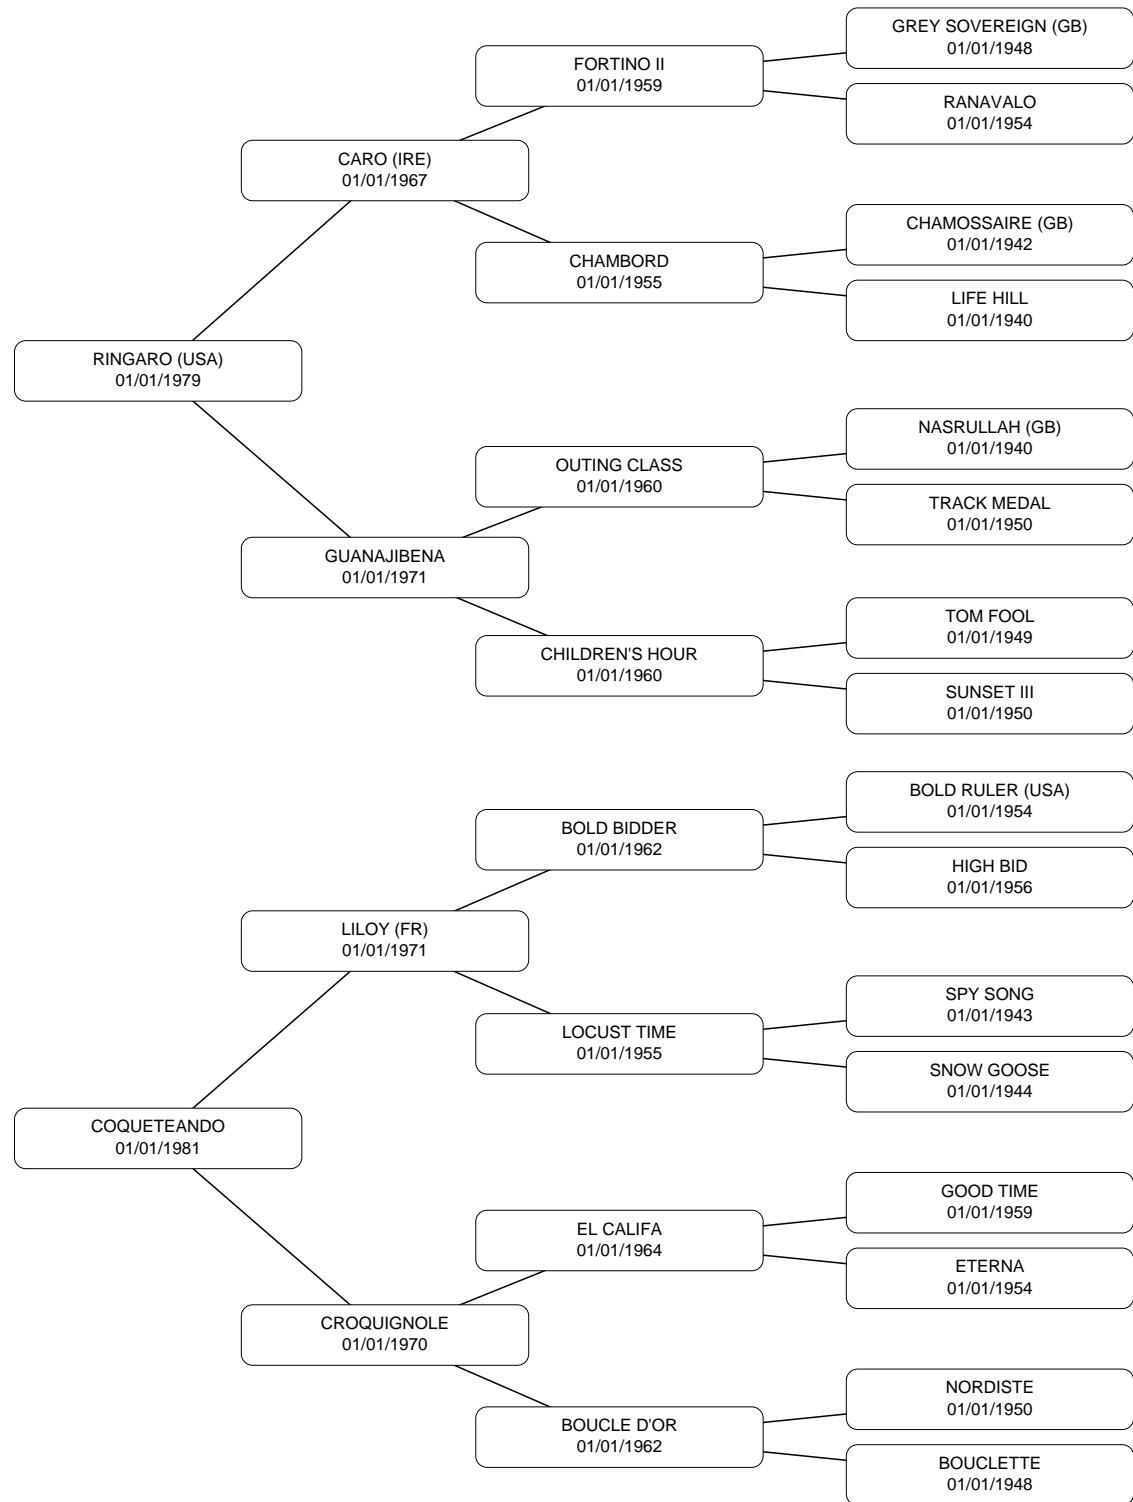 GREY SOVEREIGN (GB)
01/01/1948
FORTINO II
01/01/1959
RANAVALO
01/01/1954
CARO (IRE)
01/01/1967
CHAMOSSAIRE (GB)
01/01/1942
CHAMBORD
01/01/1955
LIFE HILL
01/01/1940
RINGARO (USA)
01/01/1979
NASRULLAH (GB)
01/01/1940
OUTING CLASS
01/01/1960
TRACK MEDAL
01/01/1950
GUANAJIBENA
01/01/1971
TOM FOOL
01/01/1949
CHILDREN'S HOUR
01/01/1960
SUNSET III
01/01/1950
BOLD RULER (USA)
01/01/1954
BOLD BIDDER
01/01/1962
HIGH BID
01/01/1956
LILOY (FR)
01/01/1971
SPY SONG
01/01/1943
LOCUST TIME
01/01/1955
SNOW GOOSE
01/01/1944
COQUETEANDO
01/01/1981
GOOD TIME
01/01/1959
EL CALIFA
01/01/1964
ETERNA
01/01/1954
CROQUIGNOLE
01/01/1970
NORDISTE
01/01/1950
BOUCLE D'OR
01/01/1962
BOUCLETTE
01/01/1948